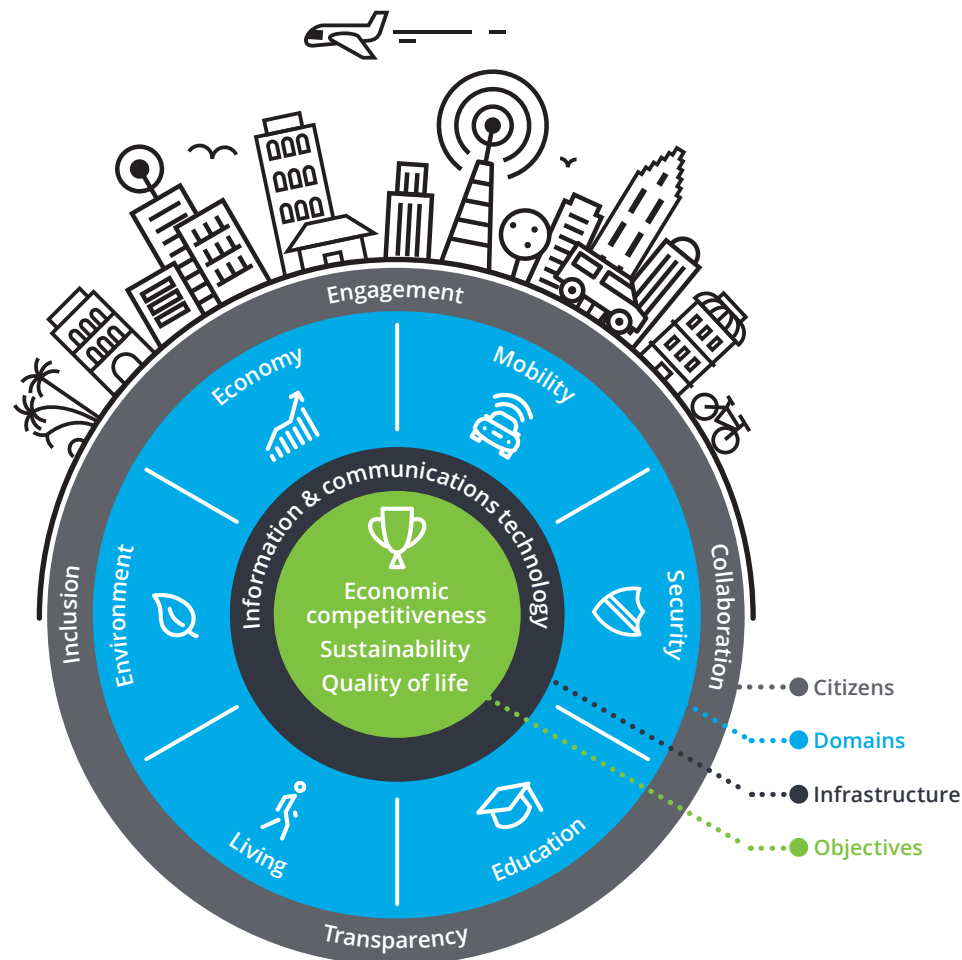 Engagement
Economy
Mobility
Information & communications technology
Inclusion
Environment
Economic
competitiveness
Sustainability
Quality of life
Security
Collaboration
Living
Education
Transparency
Citizens
Domains
Infrastructure
Objectives